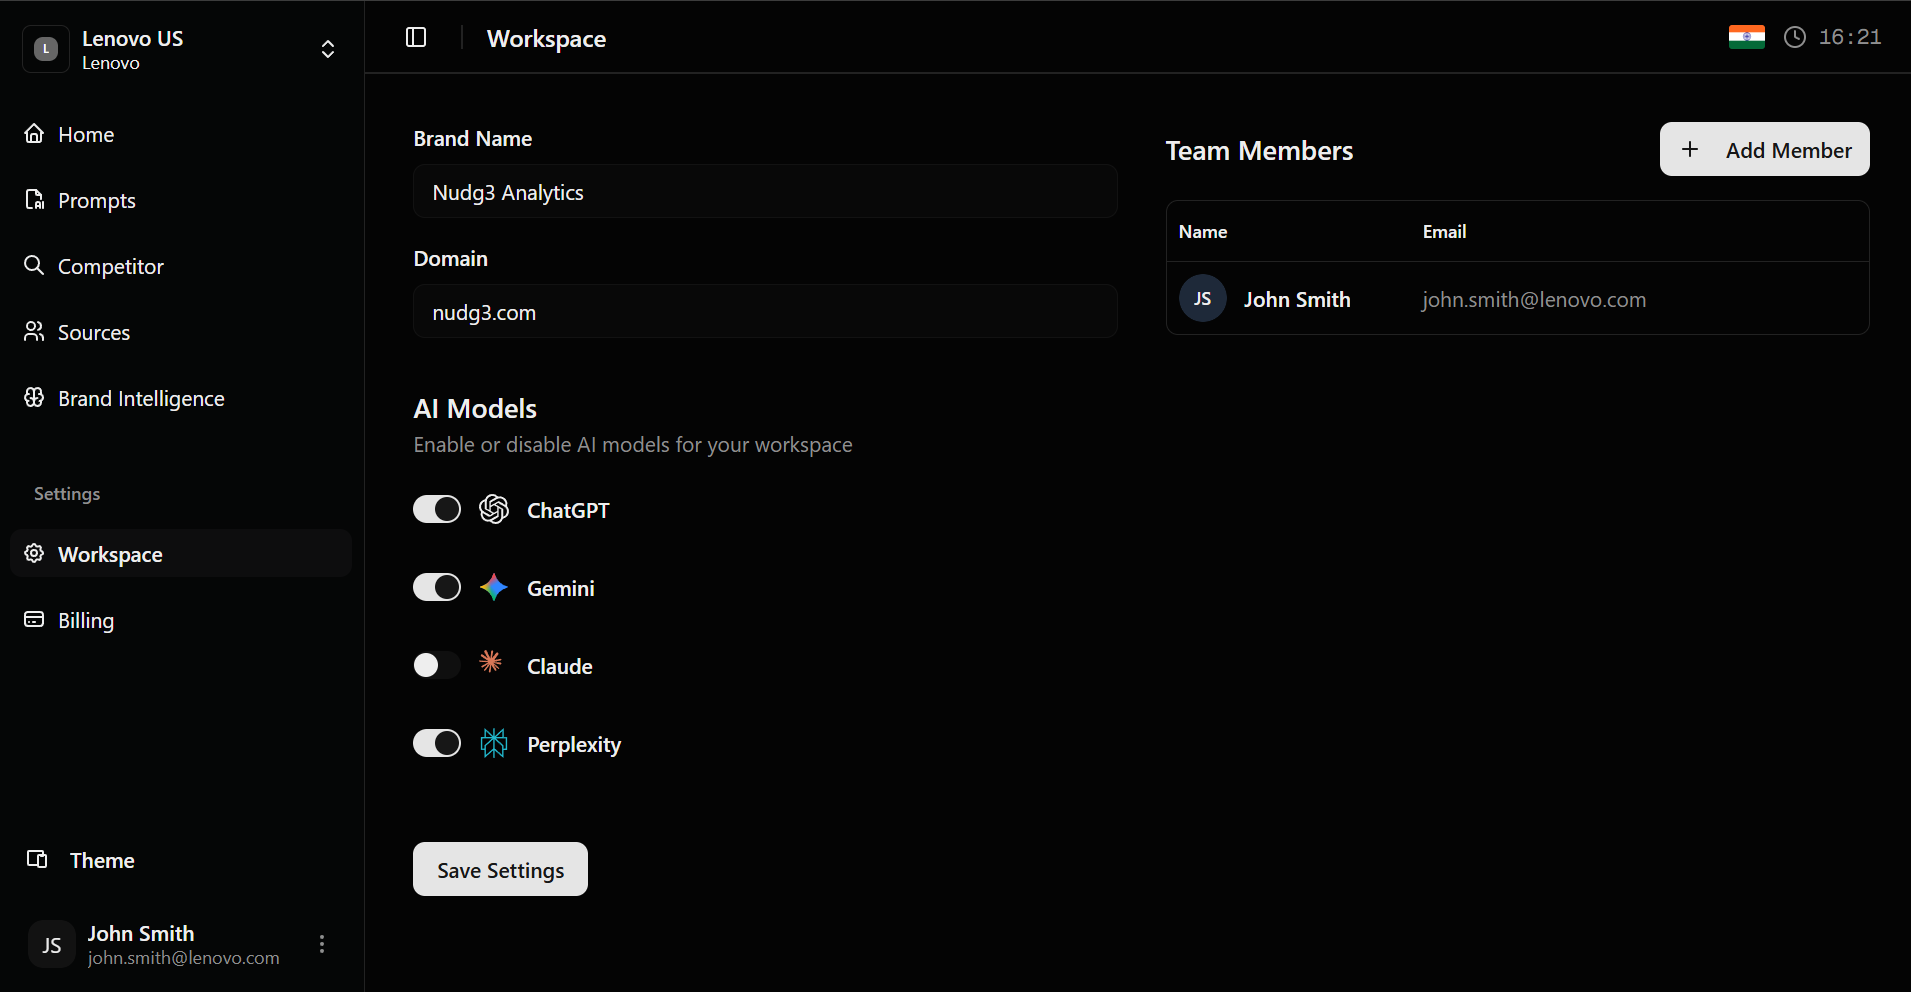 L
Lenovo US
Lenovo
Home
Prompts
Competitor
Sources
Brand Intelligence
Settings
Workspace
Billing
Theme
JS
John Smith
john.smith@lenovo.com
Workspace
16:21
Brand Name
Nudg3 Analytics
Domain
nudg3.com
AI Models
Enable or disable AI models for your workspace
ChatGPT
Gemini
Claude
Perplexity
Save Settings
Team Members
+ Add Member
Name Email
JS John Smith john.smith@lenovo.com